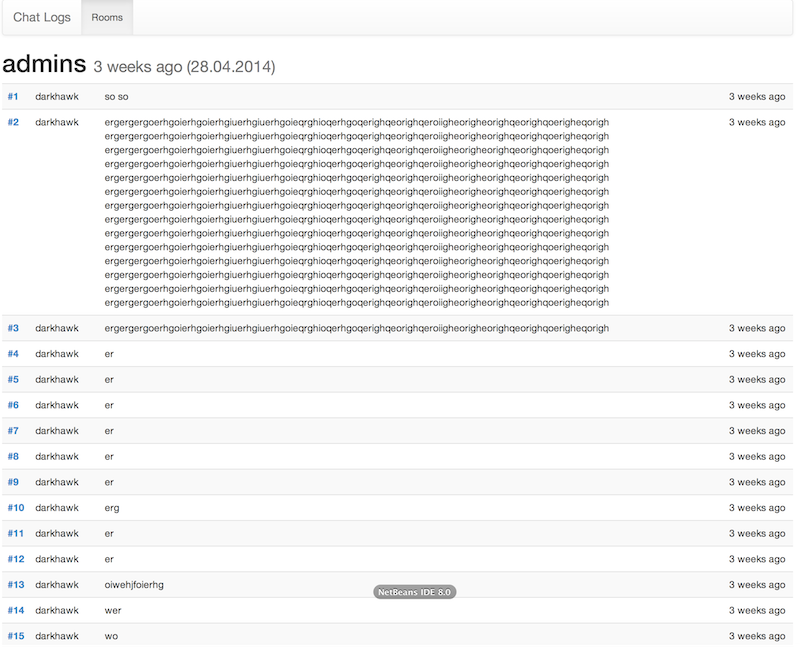 Chat Logs Rooms
admins 3 weeks ago (28.04.2014)
#1 darkhawk so so 3 weeks ago
#2 darkhawk ergergergoerhgoierhgoierhgiuerhgiuerhgoieqrghioqerhgoqerighqeorighqeroiigheorigheorighqeorighqoerigheqorigh 3 weeks ago
ergergergoerhgoierhgoierhgiuerhgiuerhgoieqrghioqerhgoqerighqeorighqeroiigheorigheorighqeorighqoerigheqorigh
ergergergoerhgoierhgoierhgiuerhgiuerhgoieqrghioqerhgoqerighqeorighqeroiigheorigheorighqeorighqoerigheqorigh
ergergergoerhgoierhgoierhgiuerhgiuerhgoieqrghioqerhgoqerighqeorighqeroiigheorigheorighqeorighqoerigheqorigh
ergergergoerhgoierhgoierhgiuerhgiuerhgoieqrghioqerhgoqerighqeorighqeroiigheorigheorighqeorighqoerigheqorigh
ergergergoerhgoierhgoierhgiuerhgiuerhgoieqrghioqerhgoqerighqeorighqeroiigheorigheorighqeorighqoerigheqorigh
ergergergoerhgoierhgoierhgiuerhgiuerhgoieqrghioqerhgoqerighqeorighqeroiigheorigheorighqeorighqoerigheqorigh
ergergergoerhgoierhgoierhgiuerhgiuerhgoieqrghioqerhgoqerighqeorighqeroiigheorigheorighqeorighqoerigheqorigh
ergergergoerhgoierhgoierhgiuerhgiuerhgoieqrghioqerhgoqerighqeorighqeroiigheorigheorighqeorighqoerigheqorigh
ergergergoerhgoierhgoierhgiuerhgiuerhgoieqrghioqerhgoqerighqeorighqeroiigheorigheorighqeorighqoerigheqorigh
ergergergoerhgoierhgoierhgiuerhgiuerhgoieqrghioqerhgoqerighqeorighqeroiigheorigheorighqeorighqoerigheqorigh
ergergergoerhgoierhgoierhgiuerhgiuerhgoieqrghioqerhgoqerighqeorighqeroiigheorigheorighqeorighqoerigheqorigh
ergergergoerhgoierhgoierhgiuerhgiuerhgoieqrghioqerhgoqerighqeorighqeroiigheorigheorighqeorighqoerigheqorigh
ergergergoerhgoierhgoierhgiuerhgiuerhgoieqrghioqerhgoqerighqeorighqeroiigheorigheorighqeorighqoerigheqorigh
#3 darkhawk ergergergoerhgoierhgoierhgiuerhgiuerhgoieqrghioqerhgoqerighqeorighqeroiigheorigheorighqeorighqoerigheqorigh 3 weeks ago
#4 darkhawk er 3 weeks ago
#5 darkhawk er 3 weeks ago
#6 darkhawk er 3 weeks ago
#7 darkhawk er 3 weeks ago
#8 darkhawk er 3 weeks ago
#9 darkhawk er 3 weeks ago
#10 darkhawk erg 3 weeks ago
#11 darkhawk er 3 weeks ago
#12 darkhawk er 3 weeks ago
#13 darkhawk oiwehjfoierhg 3 weeks ago
NetBeans IDE 8.0
#14 darkhawk wer 3 weeks ago
#15 darkhawk wo 3 weeks ago